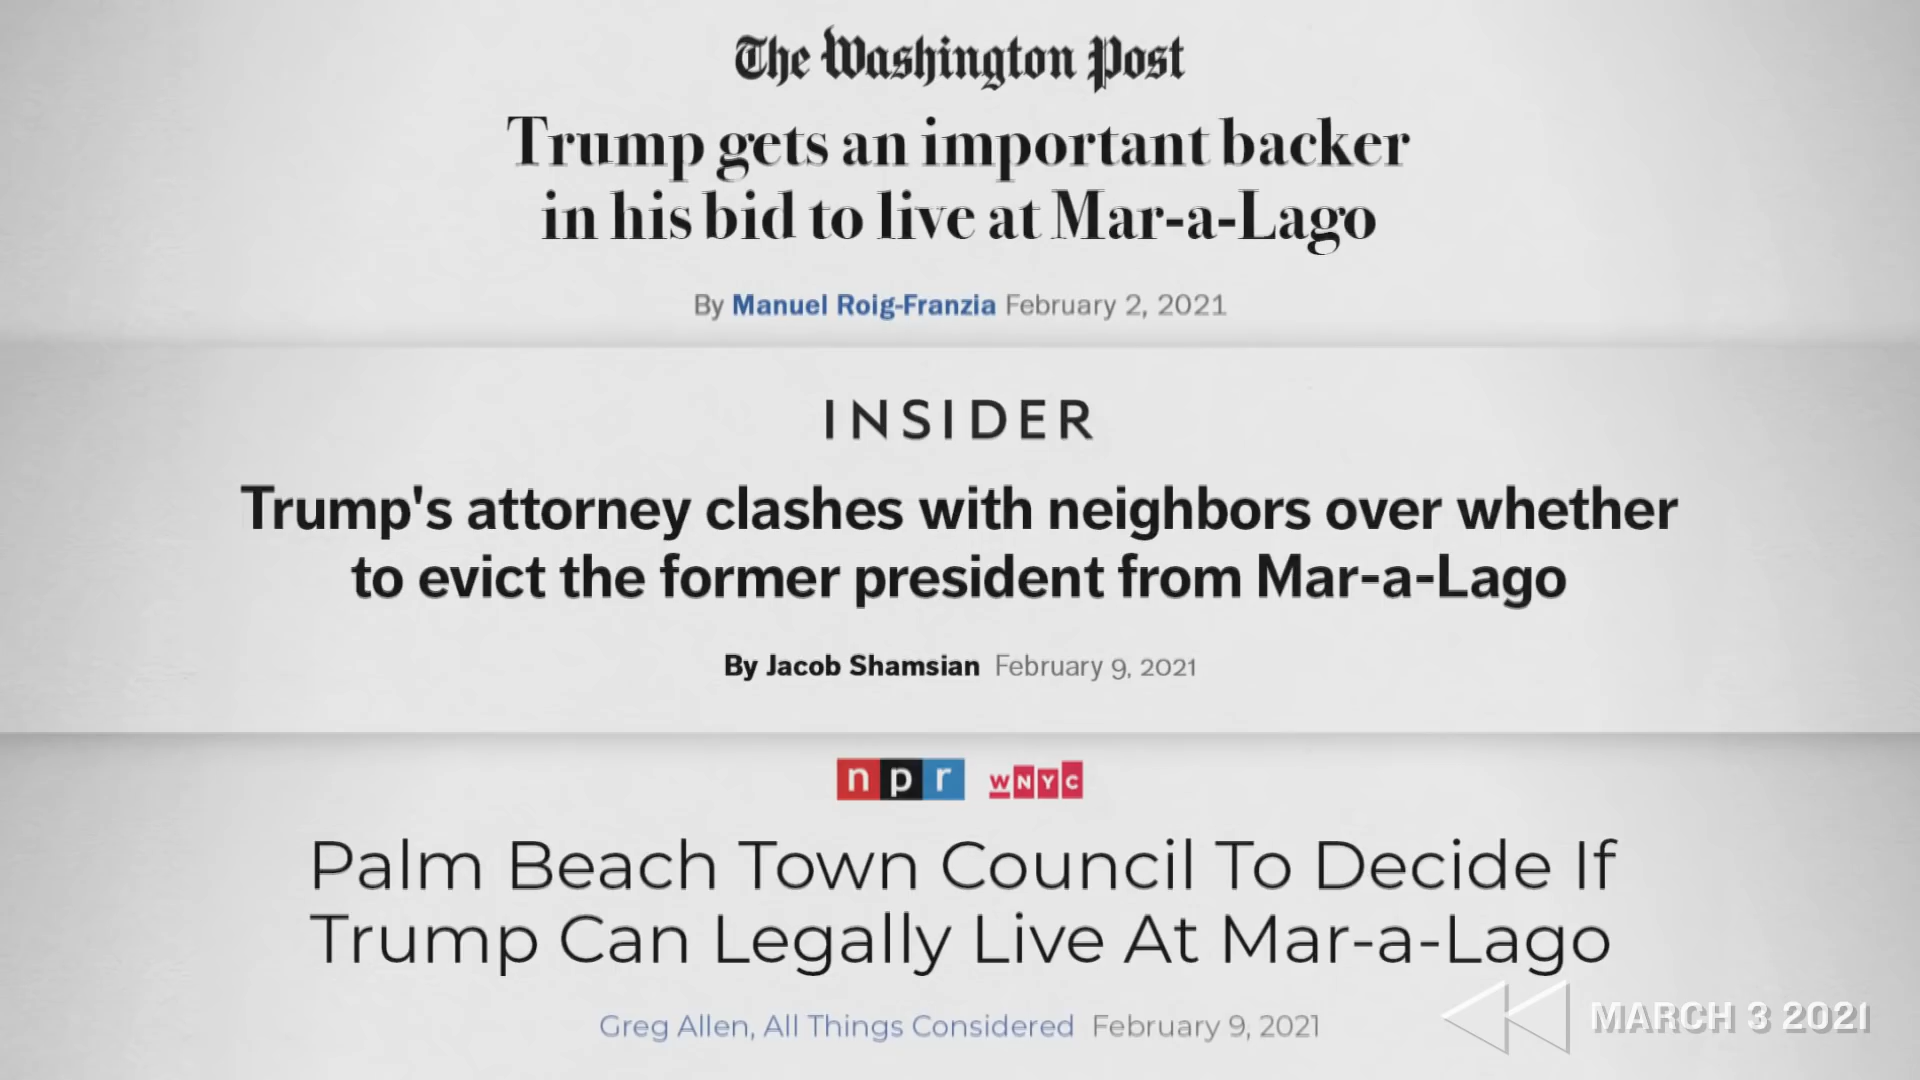 The Washington Post
Trump gets an important backer
in his bid to live at Mar-a-Lago
By Manuel Roig-Franzia February 2, 2021
INSIDER
Trump's attorney clashes with neighbors over whether
to evict the former president from Mar-a-Lago
By Jacob Shamsian February 9, 2021
npr WNYC
Palm Beach Town Council To Decide If
Trump Can Legally Live At Mar-a-Lago
Greg Allen, All Things Considered February 9, 2021
MARCH 3 2021